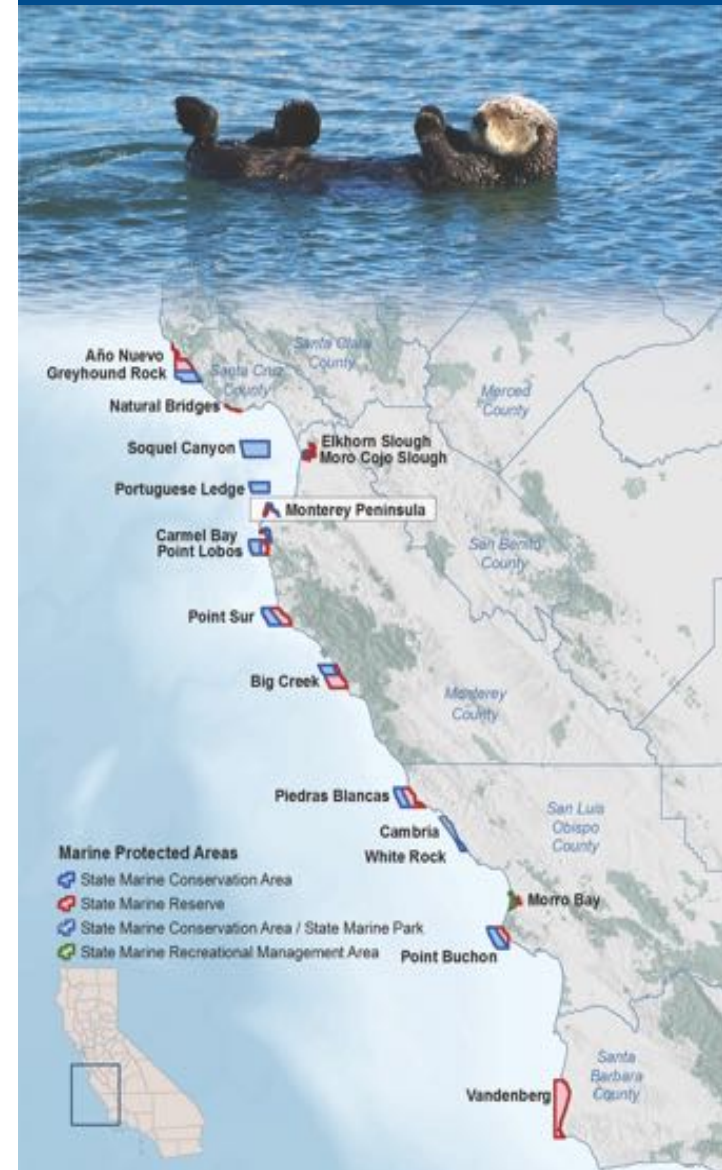 Santa Clara
County
Año Nuevo
Greyhound Rock
Santa Cruz
County
Merced
County
Natural Bridges
Soquel Canyon
Elkhorn Slough
Moro Cojo Slough
Portuguese Ledge
Monterey Peninsula
Carmel Bay
Point Lobos
San Benito
County
Point Sur
Big Creek
Monterey
County
Piedras Blancas
San Luis
Obispo
County
Cambria
White Rock
Marine Protected Areas
State Marine Conservation Area
State Marine Reserve
State Marine Conservation Area / State Marine Park
State Marine Recreational Management Area
Morro Bay
Point Buchon
Santa
Barbara
County
Vandenberg